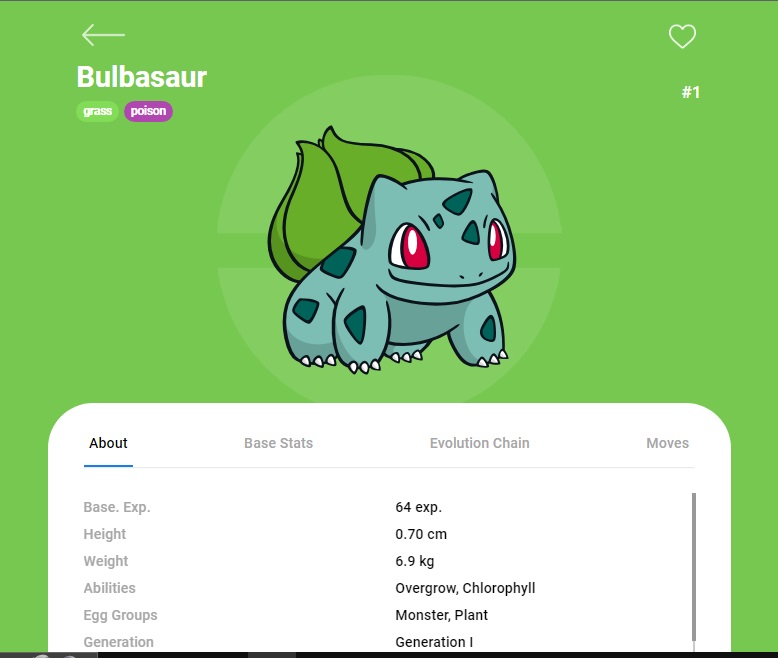 Bulbasaur
#1
grass poison
About Base Stats Evolution Chain Moves
Base. Exp. 64 exp.
Height 0.70 cm
Weight 6.9 kg
Abilities Overgrow, Chlorophyll
Egg Groups Monster, Plant
Generation Generation I